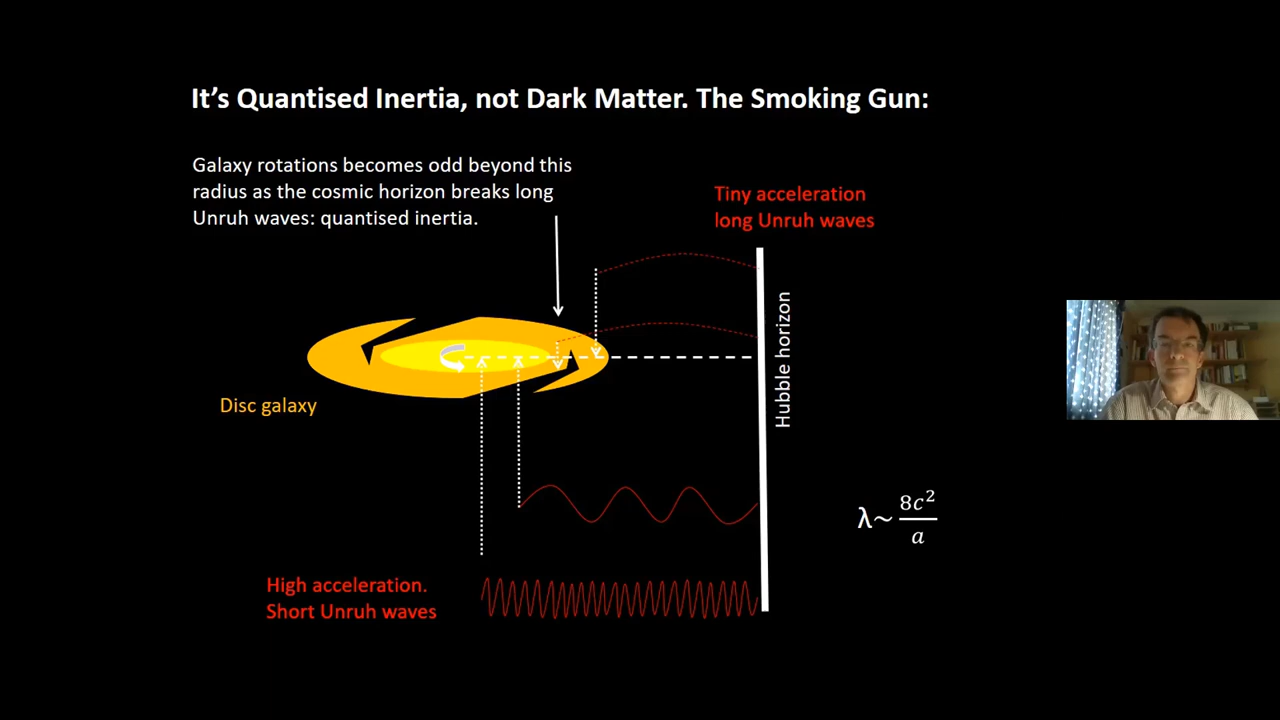 It’s Quantised Inertia, not Dark Matter. The Smoking Gun:
Galaxy rotations becomes odd beyond this
radius as the cosmic horizon breaks long
Unruh waves: quantised inertia.
Tiny acceleration
long Unruh waves
Hubble horizon
Disc galaxy
λ~ 8c²/a
High acceleration.
Short Unruh waves